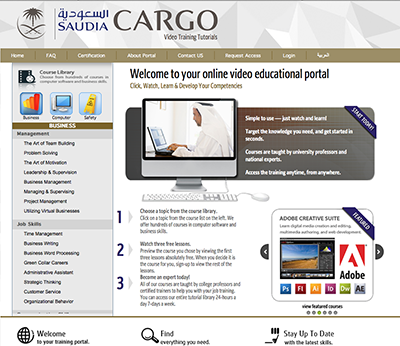 السعودية
SAUDIA
CARGO
Video Training Tutorials
Home FAQ Certification About Portal Contact US Request Access Login العربية
Course Library
Choose from hundreds of courses in
computer software and business skills.
Business Computer Safety
BUSINESS
Management
The Art of Team Building
Problem Solving
The Art of Motivation
Leadership & Supervision
Business Management
Managing & Supervising
Project Management
Utilizing Virtual Businesses
Job Skills
Time Management
Business Writing
Business Word Processing
Green Collar Careers
Administrative Assistant
Strategic Thinking
Customer Service
Organizational Behavior
Welcome to your online video educational portal
Click, Watch, Learn & Develop Your Competencies
START TODAY!
Simple to use — just watch and learn!
Target the knowledge you need, and get started in
seconds.
Courses are taught by university professors and
national experts.
Access the training anytime, from anywhere.
1
Choose a topic from the course library.
Click on a topic from the course list on the left. We
offer hundreds of courses in computer software and
business skills.
2
Watch three free lessons.
Preview the course you choose by viewing the first
three lessons absolutely free. When you decide it is
the course for you, sign-up to view the rest of the
lessons.
3
Become an expert today!
All of our courses are taught by college professors and
certified trainers to help you with your job training.
You can access our entire tutorial library 24-hours a
day 7-days a week.
FEATURED
ADOBE CREATIVE SUITE
Learn digital media creation and editing,
multimedia authoring, and web development.
Adobe
Ps Fl Ai Id Dw Ae
view featured courses
Welcome
to your training portal.
Find
everything you need.
Stay Up To Date
with the latest skills.